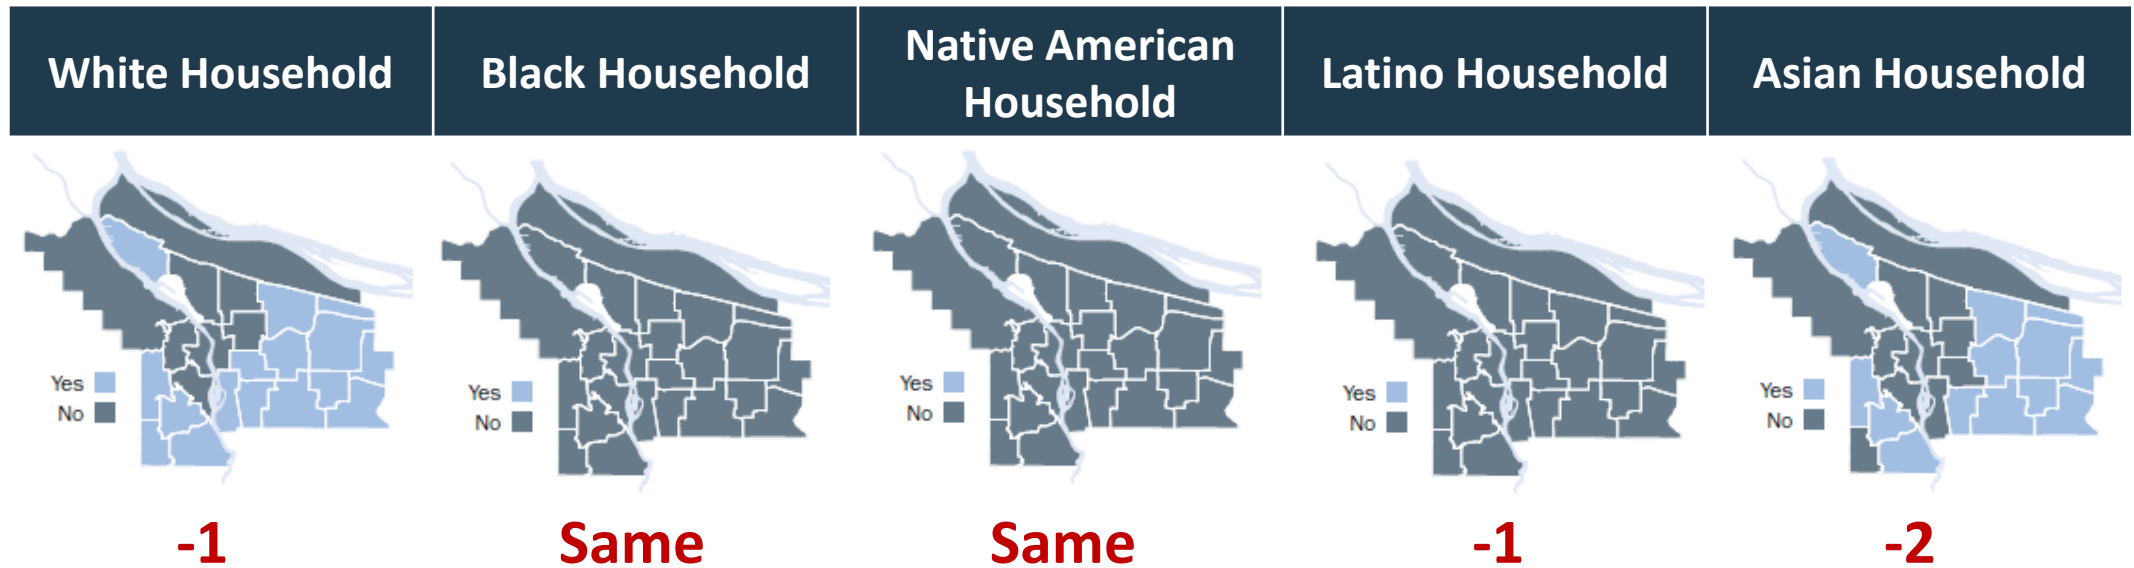 White Household
Black Household
Native American
Household
Latino Household
Asian Household
Yes
No
Yes
No
Yes
No
Yes
No
Yes
No
-1
Same
Same
-1
-2